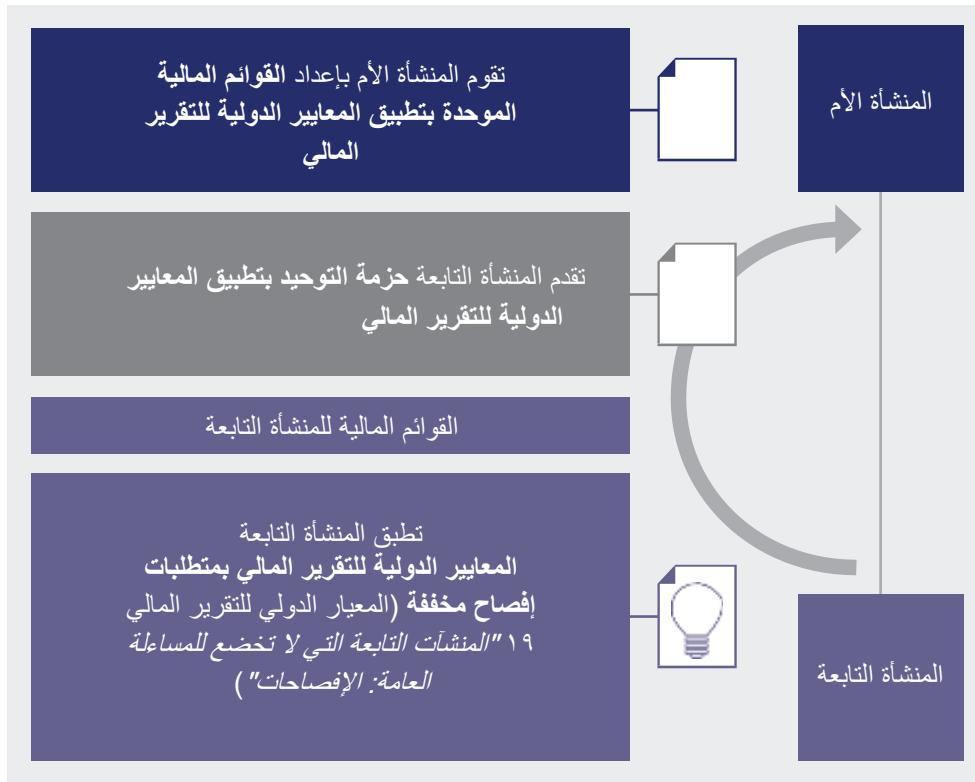 المنشأة الأم
تقوم المنشأة الأم بإعداد القوائم المالية
الموحدة بتطبيق المعايير الدولية للتقرير
المالي
تقدم المنشأة التابعة حزمة التوحيد بتطبيق المعايير
الدولية للتقرير المالي
القوائم المالية للمنشأة التابعة
المنشأة التابعة
تطبق المنشأة التابعة
المعايير الدولية للتقرير المالي بمتطلبات
إفصاح مخففة (المعيار الدولي للتقرير المالي
١٩ "المنشآت التابعة التي لا تخضع للمساءلة
العامة: الإفصاحات")